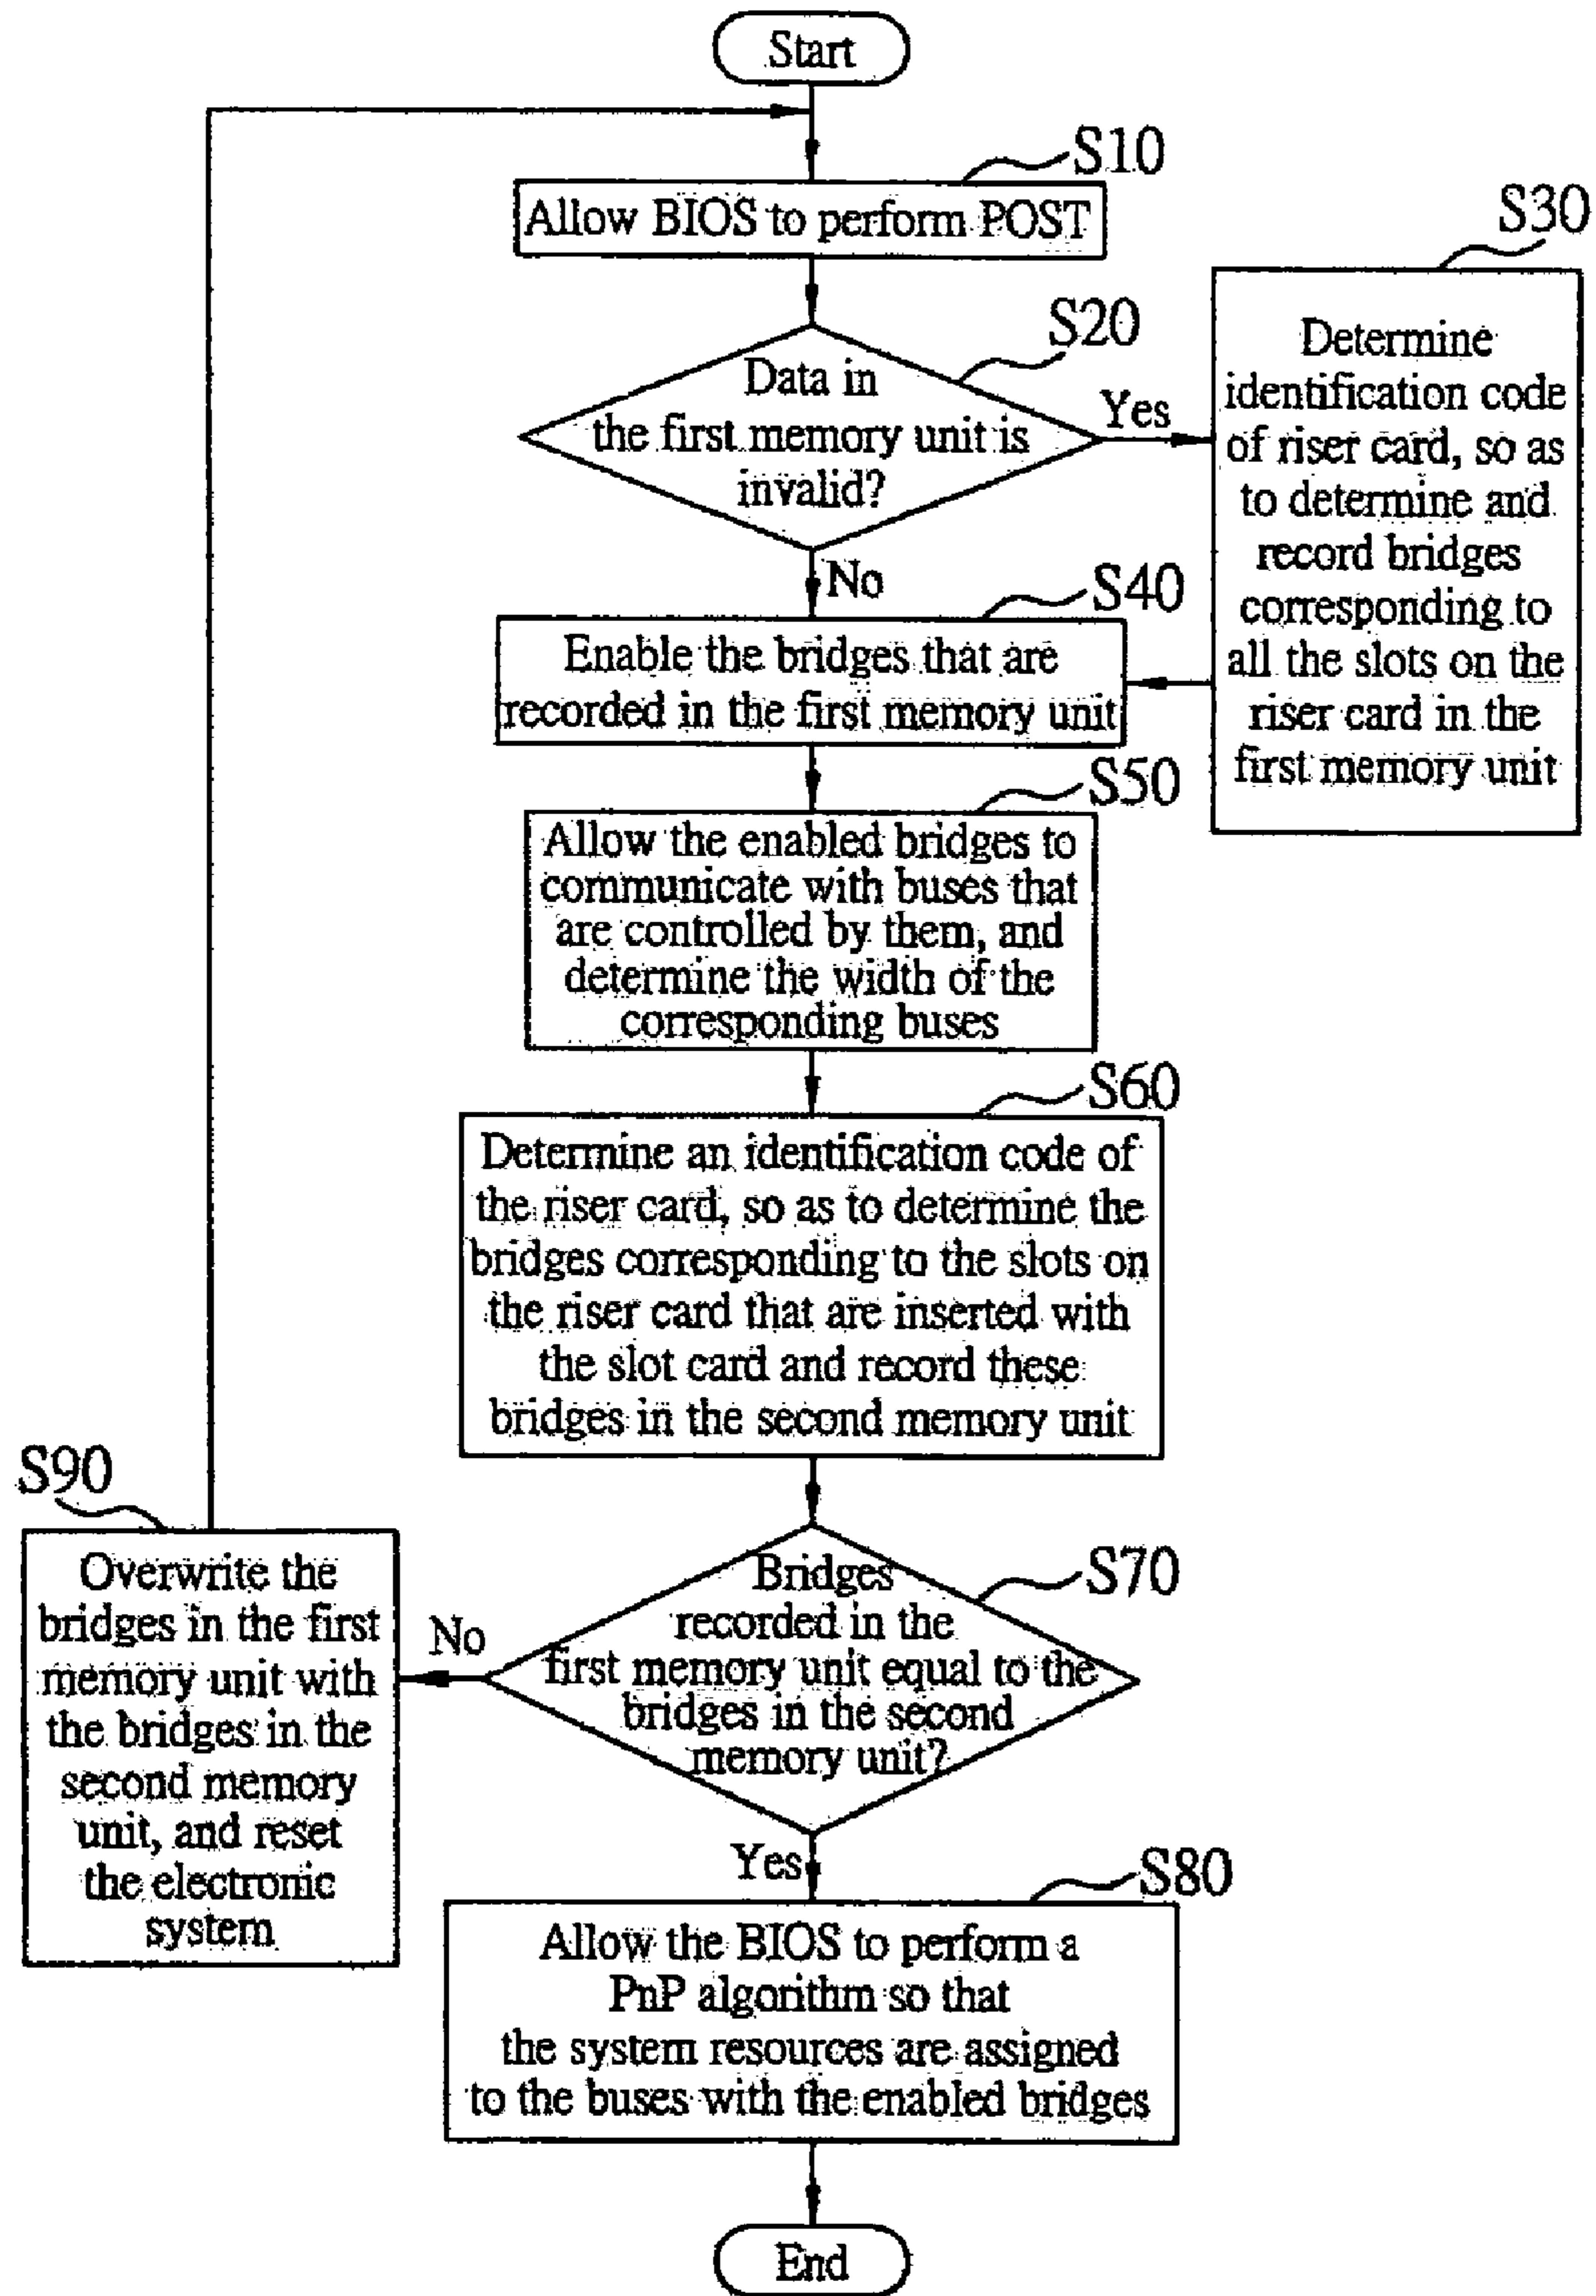 Start
S10
Allow BIOS to perform POST
S20
Data in
the first memory unit is
invalid?
Yes
No
S30
Determine
identification code
of riser card, so as
to determine and
record bridges
corresponding to
all the slots on the
riser card in the
first memory unit
S40
Enable the bridges that are
recorded in the first memory unit
S50
Allow the enabled bridges to
communicate with buses that
are controlled by them, and
determine the width of the
corresponding buses
S60
Determine an identification code of
the riser card, so as to determine the
bridges corresponding to the slots on
the riser card that are inserted with
the slot card and record these
bridges in the second memory unit
S70
Bridges
recorded in the
first memory unit equal to the
bridges in the second
memory unit?
No
Yes
S90
Overwrite the
bridges in the first
memory unit with
the bridges in the
second memory
unit, and reset
the electronic
system
S80
Allow the BIOS to perform a
PnP algorithm so that
the system resources are assigned
to the buses with the enabled bridges
End